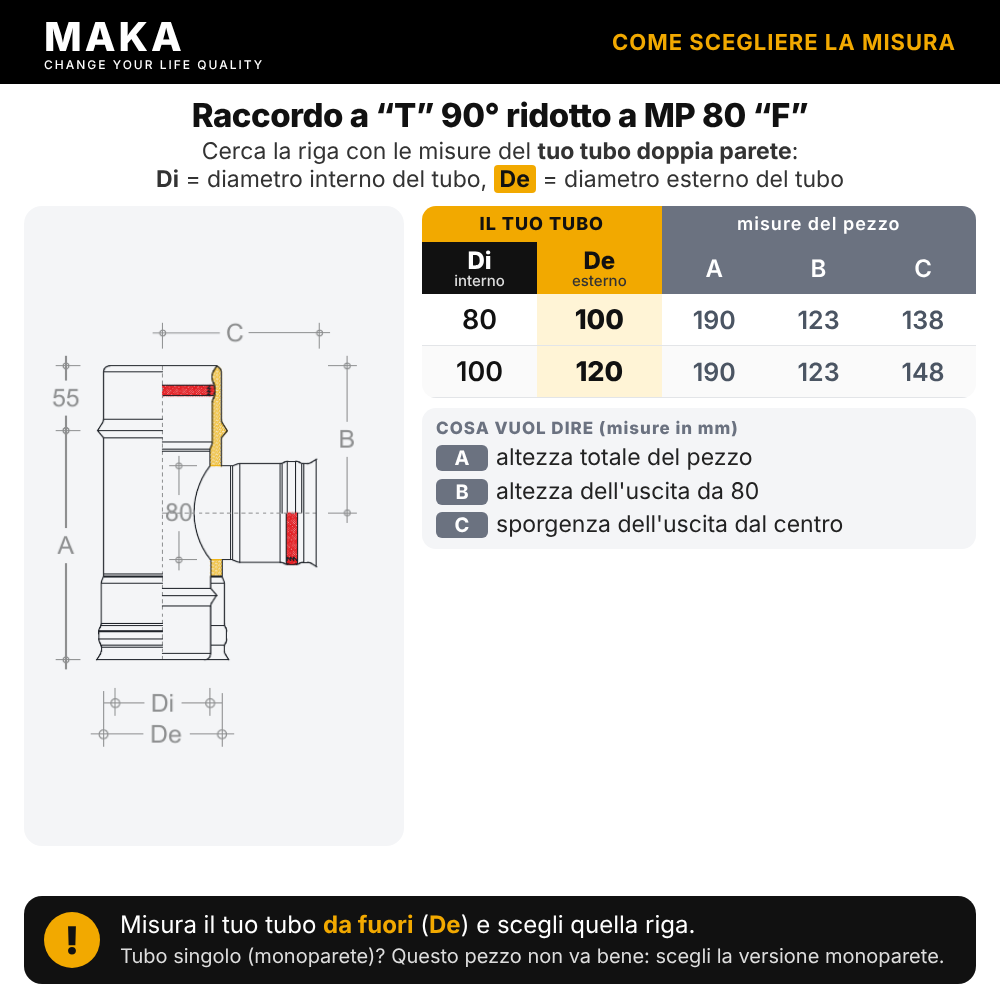 MAKA
CHANGE YOUR LIFE QUALITY
COME SCEGLIERE LA MISURA
Raccordo a “T” 90° ridotto a MP 80 “F”
Cerca la riga con le misure del tuo tubo doppia parete:
Di = diametro interno del tubo, De = diametro esterno del tubo
C
55
B
80
A
Di
De
IL TUO TUBO misure del pezzo
Di De A B C
interno esterno
80 100 190 123 138
100 120 190 123 148
COSA VUOL DIRE (misure in mm)
A altezza totale del pezzo
B altezza dell'uscita da 80
C sporgenza dell'uscita dal centro
! Misura il tuo tubo da fuori (De) e scegli quella riga.
Tubo singolo (monoparete)? Questo pezzo non va bene: scegli la versione monoparete.